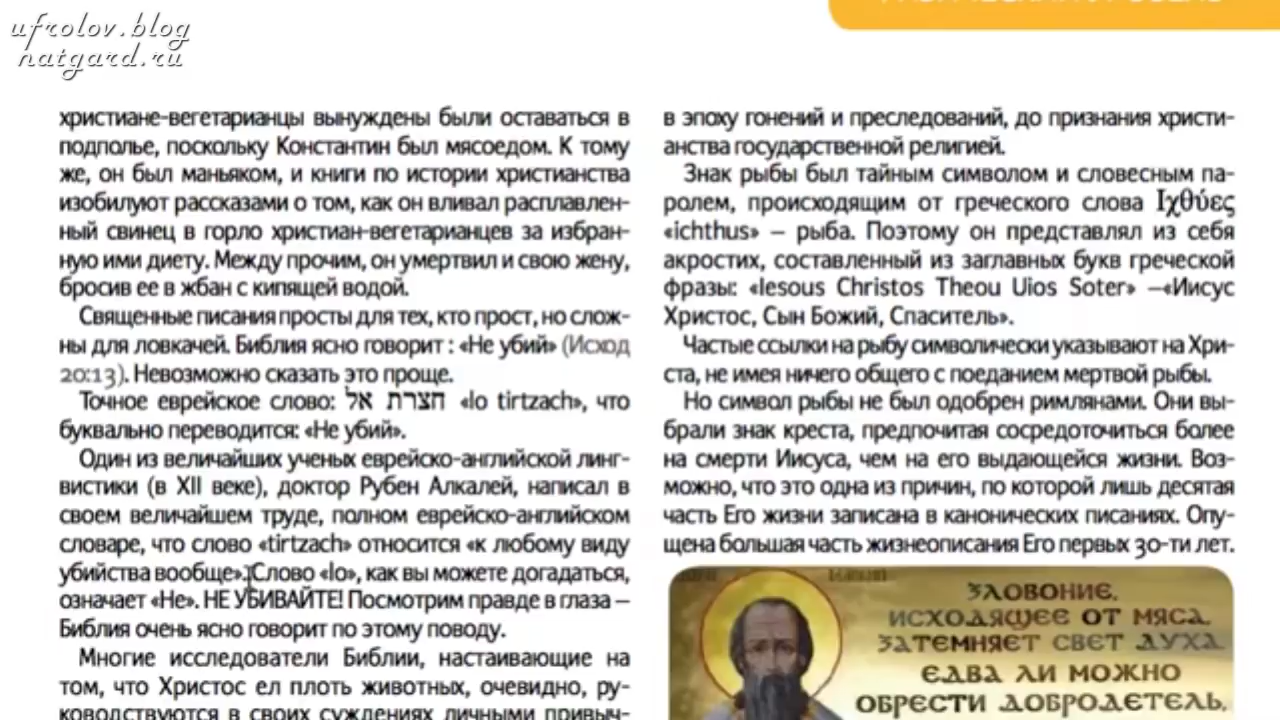 ufrolov.blog
natgard.ru
христиане-вегетарианцы вынуждены были оставаться в
подполье, поскольку Константин был мясоедом. К тому
же, он был маньяком, и книги по истории христианства
изобилуют рассказами о том, как он вливал расплавлен-
ный свинец в горло христиан-вегетарианцев за избран-
ную ими диету. Между прочим, он умертвил и свою жену,
бросив ее в жбан с кипящей водой.
Священные писания просты для тех, кто прост, но слож-
ны для ловкачей. Библия ясно говорит : «Не убий» (Исход
20:13). Невозможно сказать это проще.
Точное еврейское слово: חצרת אל «lo tirtzach», что
буквально переводится: «Не убий».
Один из величайших ученых еврейско-английской линг-
вистики (в XII веке), доктор Рубен Алкалей, написал в
своем величайшем труде, полном еврейско-английском
словаре, что слово «tirtzach» относится «к любому виду
убийства вообще». Слово «lo», как вы можете догадаться,
означает «Не». НЕ УБИВАЙТЕ! Посмотрим правде в глаза –
Библия очень ясно говорит по этому поводу.
Многие исследователи Библии, настаивающие на
том, что Христос ел плоть животных, очевидно, ру-
ководствуются в своих суждениях личными привыч-
в эпоху гонений и преследований, до признания христи-
анства государственной религией.
Знак рыбы был тайным символом и словесным па-
ролем, происходящим от греческого слова Ιχθύες
«ichthus» – рыба. Поэтому он представлял из себя
акростих, составленный из заглавных букв греческой
фразы: «Iesous Christos Theou Uios Soter» –«Иисус
Христос, Сын Божий, Спаситель».
Частые ссылки на рыбу символически указывают на Хри-
ста, не имея ничего общего с поеданием мертвой рыбы.
Но символ рыбы не был одобрен римлянами. Они вы-
брали знак креста, предпочитая сосредоточиться более
на смерти Иисуса, чем на его выдающейся жизни. Воз-
можно, что это одна из причин, по которой лишь десятая
часть Его жизни записана в канонических писаниях. Опу-
щена большая часть жизнеописания Его первых 30-ти лет.
ЗЛОВОНИЕ,
ИСХОДЯЩЕЕ ОТ МЯСА,
ЗАТЕМНЯЕТ СВЕТ ДУХА
ЕДВА ЛИ МОЖНО
ОБРЕСТИ ДОБРОДЕТЕЛЬ,